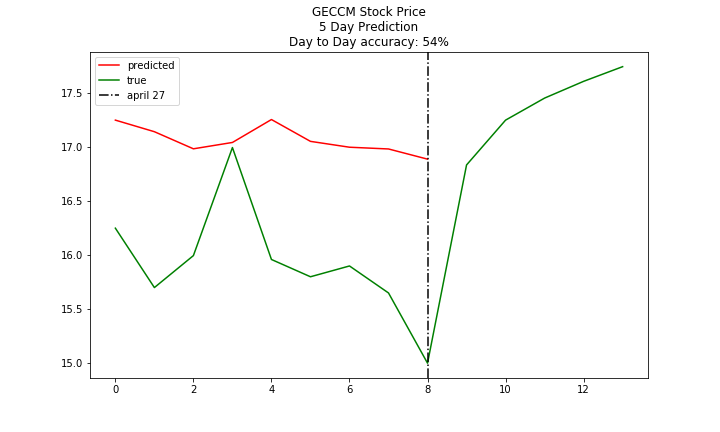 GECCM Stock Price
5 Day Prediction
Day to Day accuracy: 54%
predicted
true
april 27
17.5
17.0
16.5
16.0
15.5
15.0
0 2 4 6 8 10 12